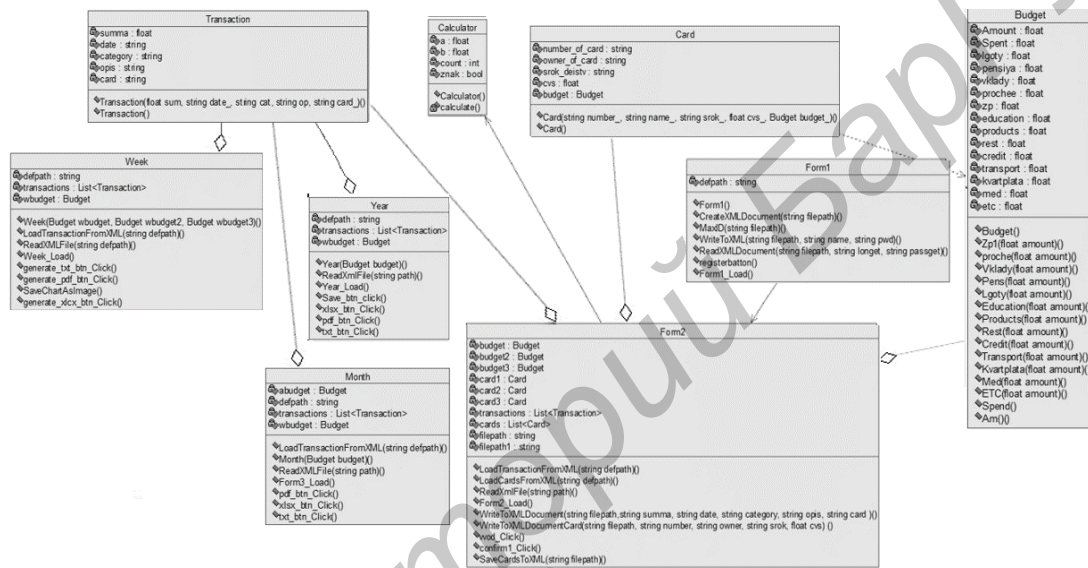 Transaction
summa : float
date : string
category : string
opis : string
card : string
Transaction(float sum, string date_, string cat, string op, string card_)()
Transaction()
Calculator
a : float
b : float
count : int
znak : bool
Calculator()
calculate()
Card
number_of_card : string
owner_of_card : string
srok_deistv : string
cvs : float
budget : Budget
Card(string number_, string name_, string srok_, float cvs_, Budget budget_)()
Card()
Budget
Amount : float
Spent : float
lgoty : float
pensiya : float
vklady : float
prochee : float
zp : float
education : float
products : float
rest : float
credit : float
transport : float
kvartplata : float
med : float
etc : float
Budget()
Zp1(float amount)()
proche(float amount)()
Vklady(float amount)()
Pens(float amount)()
Lgoty(float amount)()
Education(float amount)()
Products(float amount)()
Rest(float amount)()
Credit(float amount)()
Transport(float amount)()
Kvartplata(float amount)()
Med(float amount)()
ETC(float amount)()
Spend()
Am()()
Week
defpath : string
transactions : List<Transaction>
wbudget : Budget
Week(Budget wbudget, Budget wbudget2, Budget wbudget3)()
LoadTransactionFromXML(string defpath)()
ReadXMLFile(string defpath)()
Week_Load()
generate_txt_btn_Click()
generate_pdf_btn_Click()
SaveChartAsImage()
generate_xlcx_btn_Click()
Year
defpath : string
transactions : List<Transaction>
wbudget : Budget
Year(Budget budget)()
ReadXmlFile(string path)()
Year_Load()
Save_btn_click()
xlsx_btn_Click()
pdf_btn_Click()
txt_btn_Click()
Form1
defpath : string
Form1()
CreateXMLDocument(string filepath)()
MaxID(string filepath)()
WriteToXML(string filepath, string name, string pwd)()
ReadXMLDocument(string filepath, string longet, string passget)()
registerbatton()
Form1_Load()
Month
abudget : Budget
defpath : string
transactions : List<Transaction>
wbudget : Budget
LoadTransactionFromXML(string defpath)()
Month(Budget budget)()
ReadXMLFile(string path)()
Form3_Load()
pdf_btn_Click()
xlsx_btn_Click()
txt_btn_Click()
Form2
budget : Budget
budget2 : Budget
budget3 : Budget
card1 : Card
card2 : Card
card3 : Card
transactions : List<Transaction>
cards : List<Card>
filepath : string
filepath1 : string
LoadTransactionFromXML(string defpath)()
LoadCardsFromXML(string defpath)()
ReadXmlFile(string path)()
Form2_Load()
WriteToXMLDocument(string filepath,string summa, string date, string category, string opis, string card )()
WriteToXMLDocumentCard(string filepath, string number, string owner, string srok, float cvs) ()
wod_Click()
confirm1_Click()
SaveCardsToXML(string filepath)()